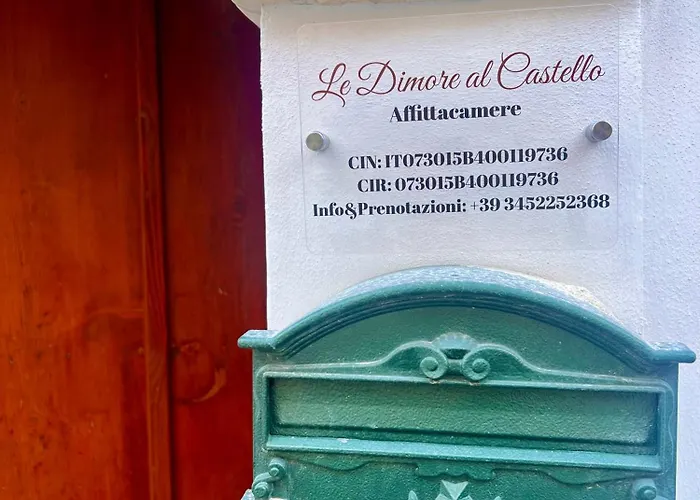 Le Dimore al Castello
Affittacamere
CIN: IT073015B400119736
CIR: 073015B400119736
Info&Prenotazioni: +39 3452252368